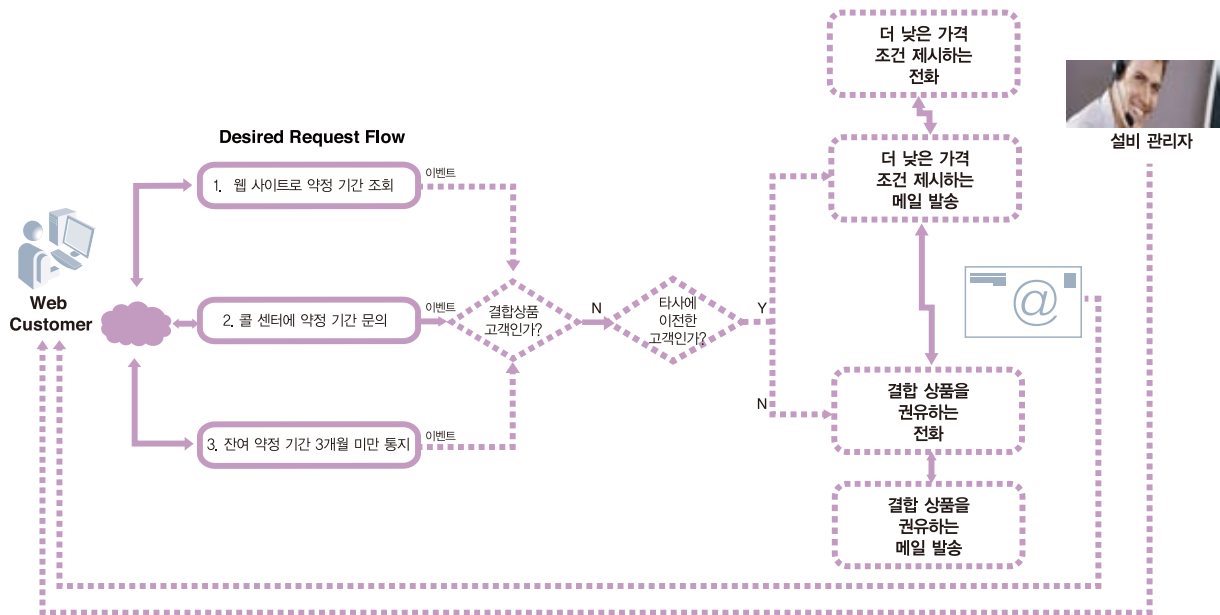 더 낮은 가격
조건 제시하는
전화
Desired Request Flow
설비 관리자
1. 웹 사이트로 약정 기간 조회
이벤트
더 낮은 가격
조건 제시하는
메일 발송
Web
Customer
2. 콜 센터에 약정 기간 문의
이벤트
결합상품
고객인가?
N
타사에
이전한
고객인가?
Y
@
N
결합 상품을
권유하는
전화
3. 잔여 약정 기간 3개월 미만 통지
이벤트
결합 상품을
권유하는
메일 발송